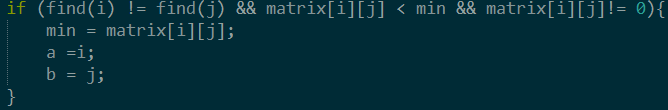 if (find(i) != find(j) && matrix[i][j] < min && matrix[i][j]!= 0){
    min = matrix[i][j];
    a =i;
    b = j;
}